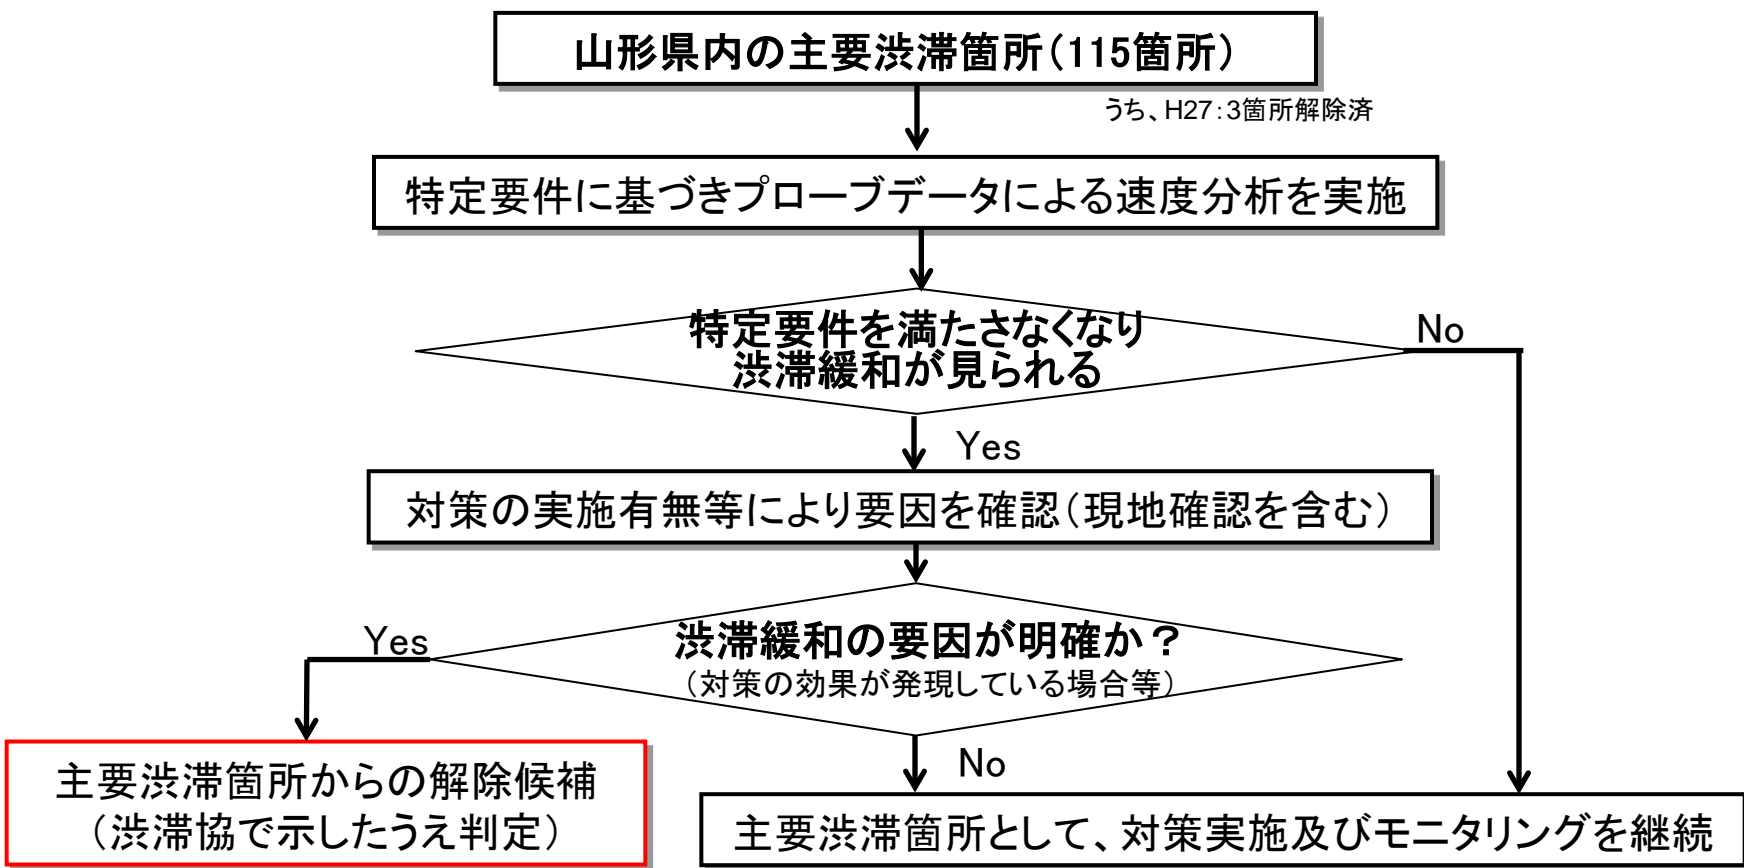 山形県内の主要渋滞箇所（115箇所）
うち、H27：3箇所解除済
特定要件に基づきプローブデータによる速度分析を実施
特定要件を満たさなくなり
渋滞緩和が見られる
No
Yes
対策の実施有無等により要因を確認（現地確認を含む）
渋滞緩和の要因が明確か？
（対策の効果が発現している場合等）
Yes
No
主要渋滞箇所からの解除候補
（渋滞協で示したうえ判定）
主要渋滞箇所として、対策実施及びモニタリングを継続